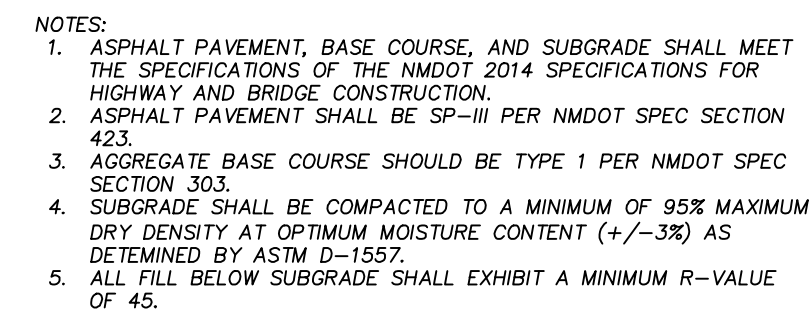 NOTES:
1. ASPHALT PAVEMENT, BASE COURSE, AND SUBGRADE SHALL MEET
THE SPECIFICATIONS OF THE NMDOT 2014 SPECIFICATIONS FOR
HIGHWAY AND BRIDGE CONSTRUCTION.
2. ASPHALT PAVEMENT SHALL BE SP-III PER NMDOT SPEC SECTION
423.
3. AGGREGATE BASE COURSE SHOULD BE TYPE 1 PER NMDOT SPEC
SECTION 303.
4. SUBGRADE SHALL BE COMPACTED TO A MINIMUM OF 95% MAXIMUM
DRY DENSITY AT OPTIMUM MOISTURE CONTENT (+/-3%) AS
DETEMINED BY ASTM D-1557.
5. ALL FILL BELOW SUBGRADE SHALL EXHIBIT A MINIMUM R-VALUE
OF 45.